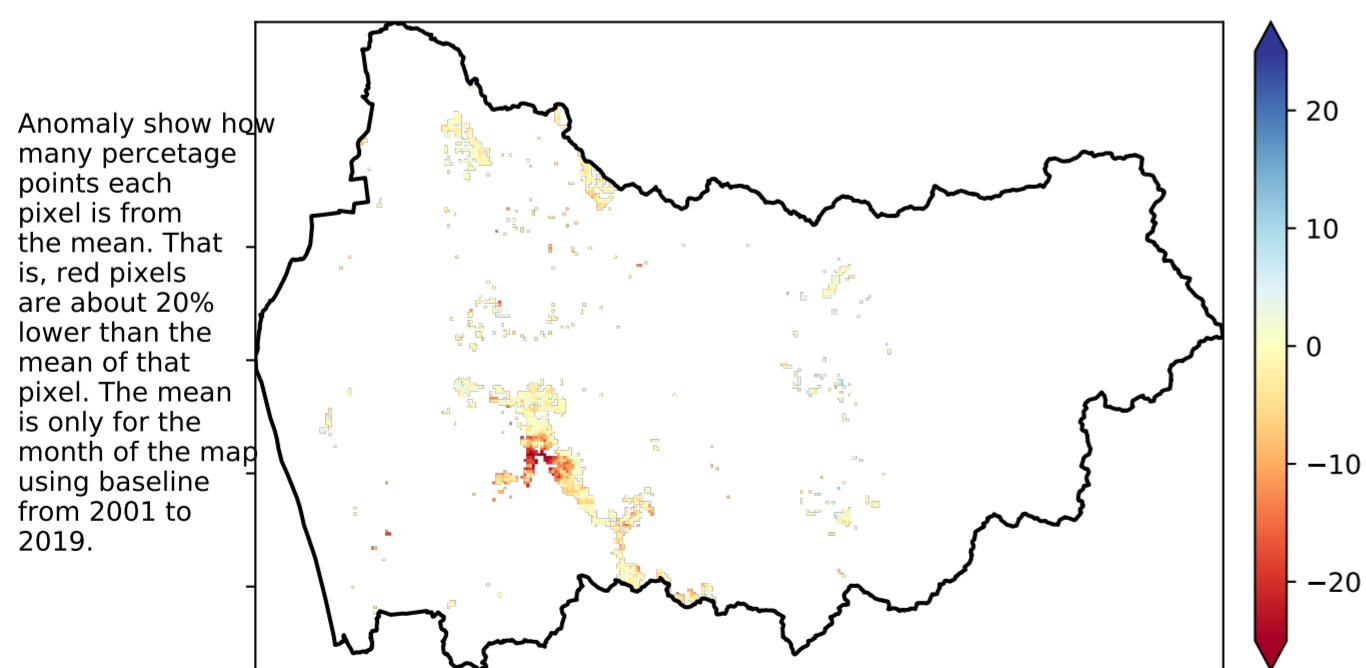 Anomaly show how
many percetage
points each
pixel is from
the mean. That
is, red pixels
are about 20%
lower than the
mean of that
pixel. The mean
is only for the
month of the map
using baseline
from 2001 to
2019.
20
10
0
−10
−20